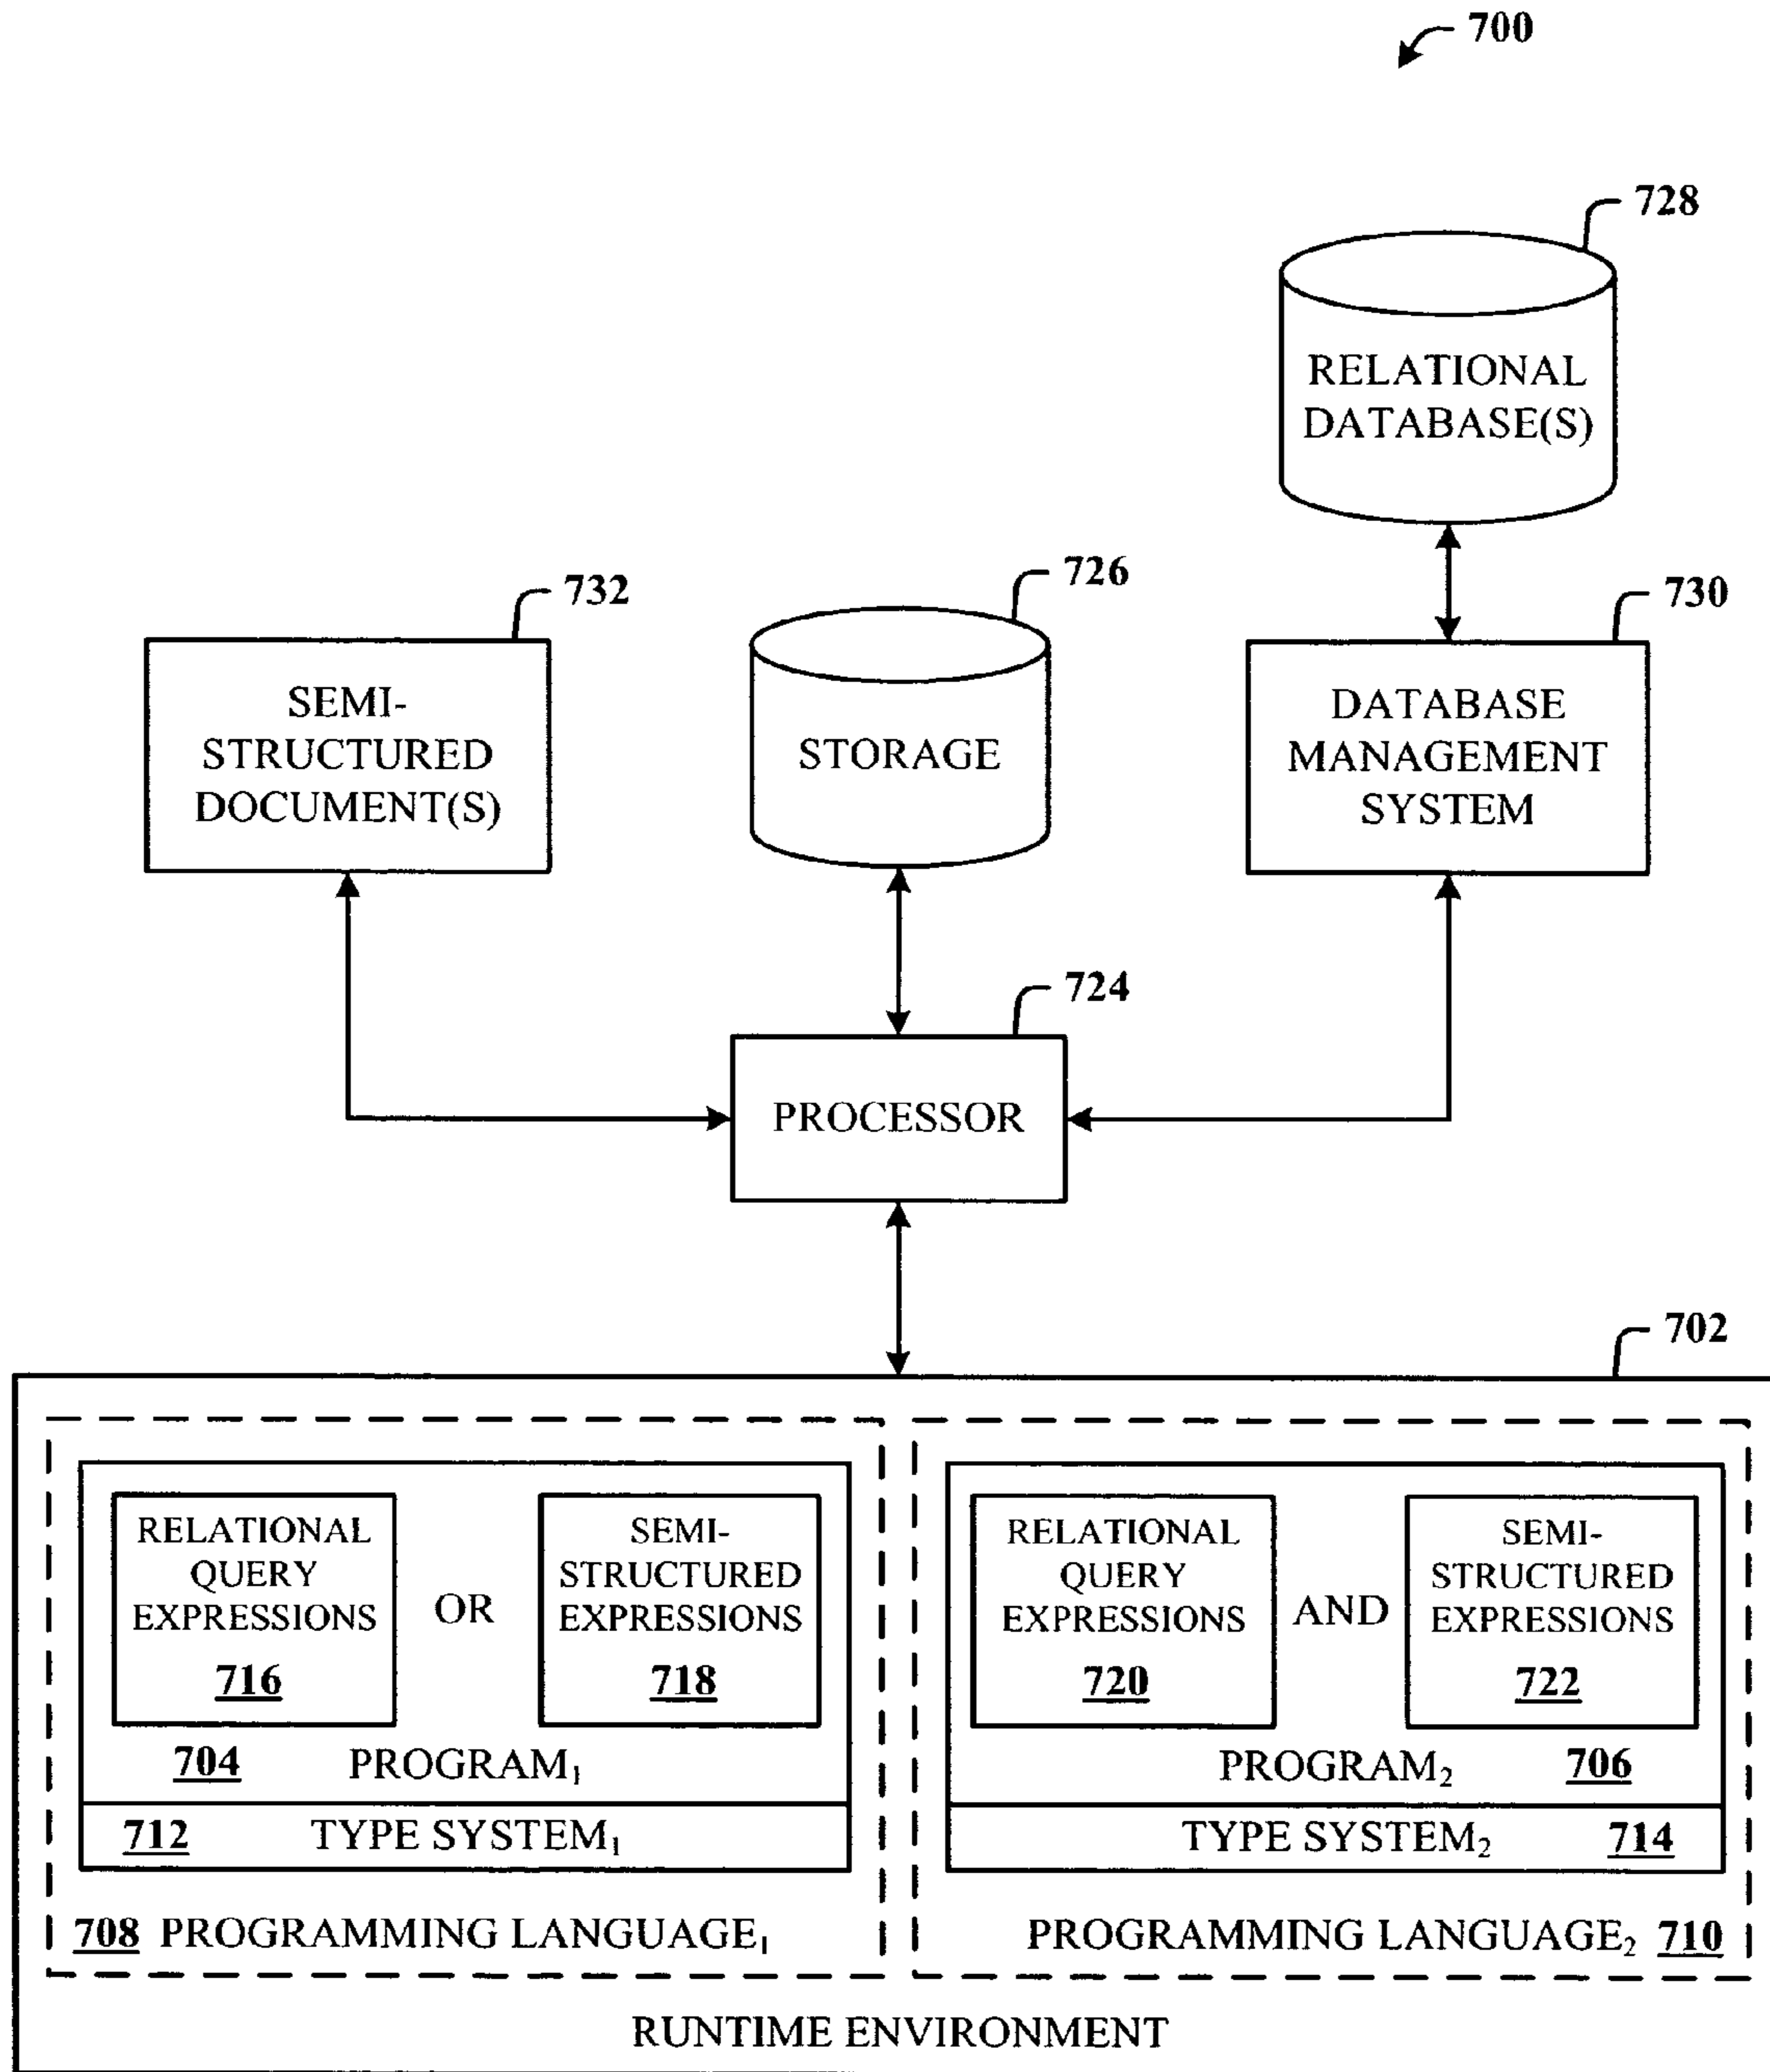 700
728
RELATIONAL
DATABASE(S)
732
726
730
SEMI-
STRUCTURED
DOCUMENT(S)
STORAGE
DATABASE
MANAGEMENT
SYSTEM
724
PROCESSOR
702
RELATIONAL
QUERY
EXPRESSIONS
716
OR
SEMI-
STRUCTURED
EXPRESSIONS
718
704 PROGRAM₁
712 TYPE SYSTEM₁
708 PROGRAMMING LANGUAGE₁
RELATIONAL
QUERY
EXPRESSIONS
720
AND
SEMI-
STRUCTURED
EXPRESSIONS
722
PROGRAM₂ 706
TYPE SYSTEM₂ 714
PROGRAMMING LANGUAGE₂ 710
RUNTIME ENVIRONMENT